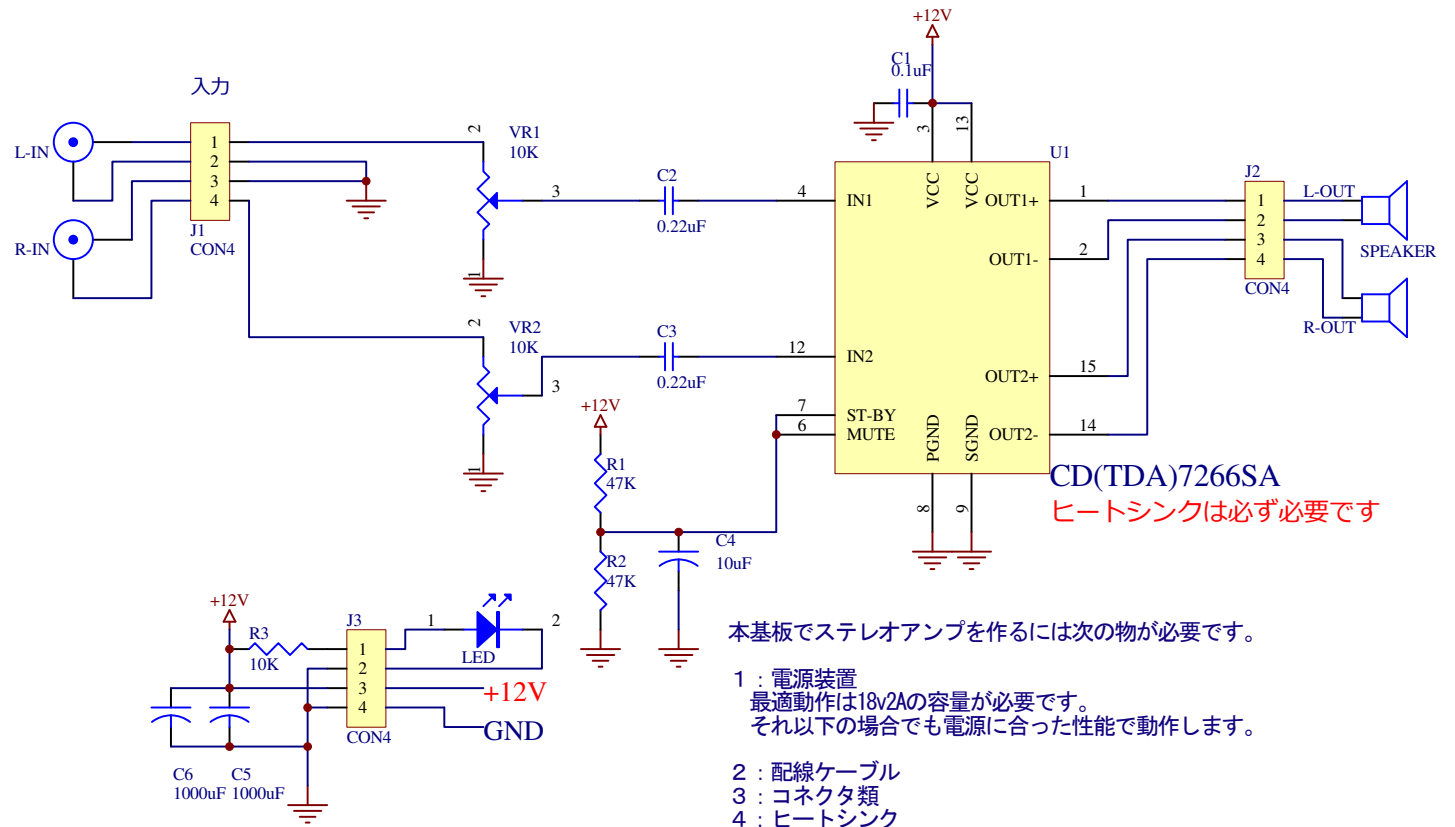 +12V
C1
0.1uF
入力
L-IN
R-IN
1
2
3
4
J1
CON4
2
VR1
10K
3
1
C2
0.22uF
4
2
VR2
10K
3
1
C3
0.22uF
12
+12V
7
6
R1
47K
R2
47K
C4
10uF
3
13
U1
IN1
VCC
VCC
OUT1+
1
OUT1-
2
IN2
OUT2+
15
ST-BY
MUTE
PGND
SGND
OUT2-
14
8
9
J2
1
2
3
4
CON4
L-OUT
SPEAKER
R-OUT
CD(TDA)7266SA
ヒートシンクは必ず必要です
+12V
R3
10K
J3
1
2
3
4
CON4
1
2
LED
+12V
GND
C6
1000uF
C5
1000uF
本基板でステレオアンプを作るには次の物が必要です。
1：電源装置
最適動作は18v2Aの容量が必要です。
それ以下の場合でも電源に合った性能で動作します。
2：配線ケーブル
3：コネクタ類
4：ヒートシンク